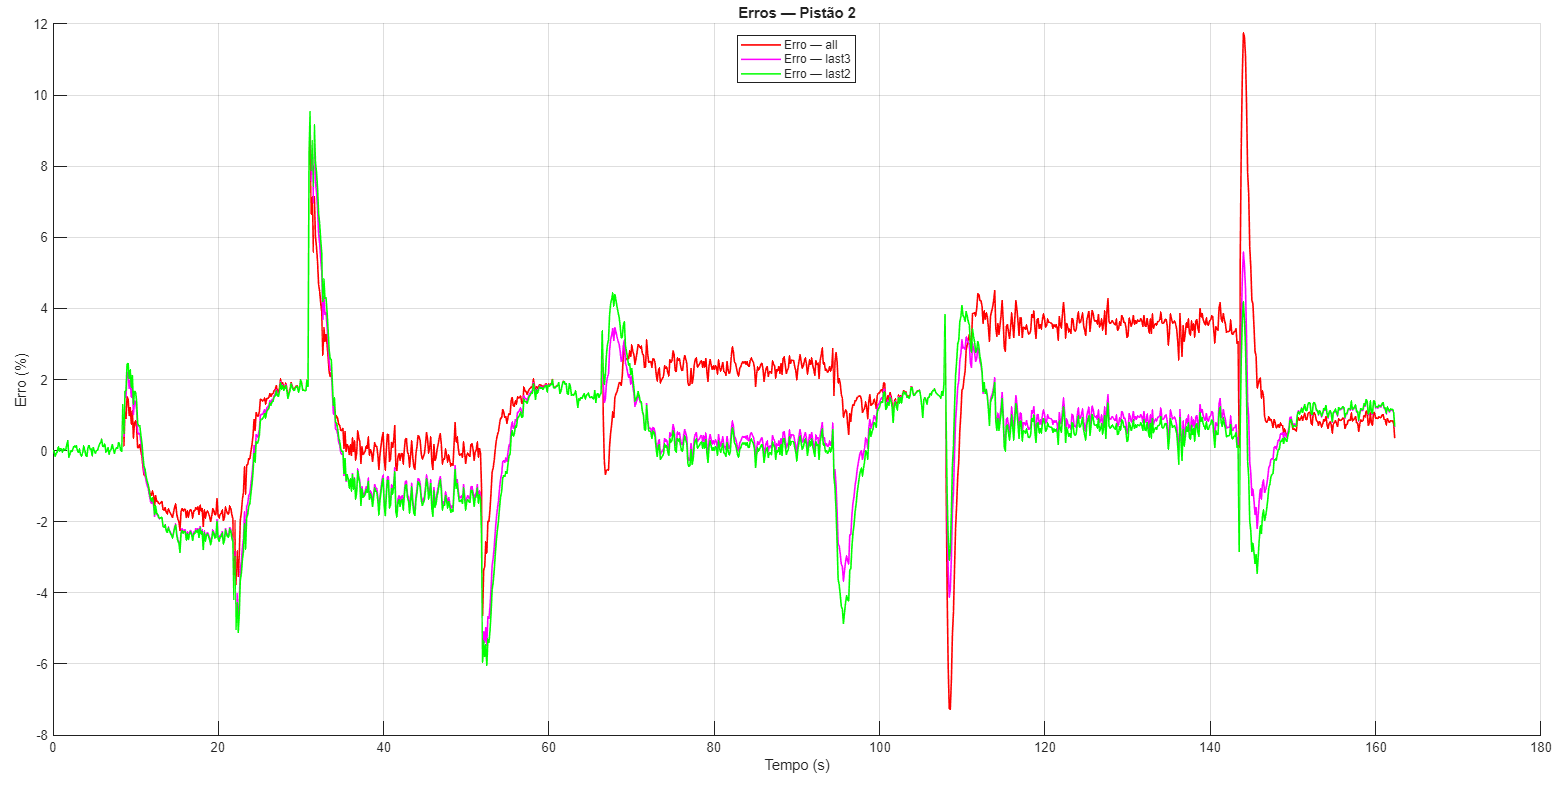 Erros — Pistão 2
Erro — all
Erro — last3
Erro — last2
12
10
8
6
4
2
0
-2
-4
-6
-8
Erro (%)
0 20 40 60 80 100 120 140 160 180
Tempo (s)